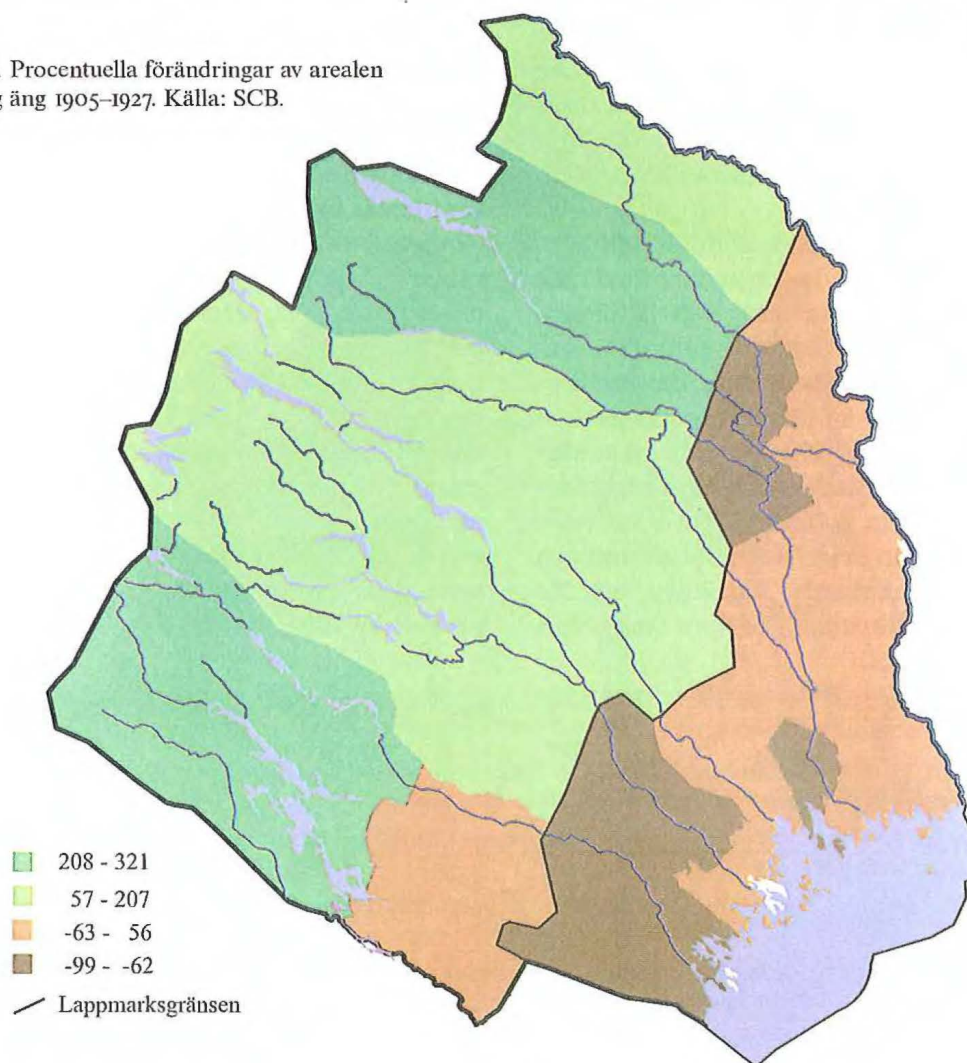 Procentuella förändringar av arealen
äng 1905–1927. Källa: SCB.
208 - 321
57 - 207
-63 - 56
-99 - -62
Lappmarksgränsen